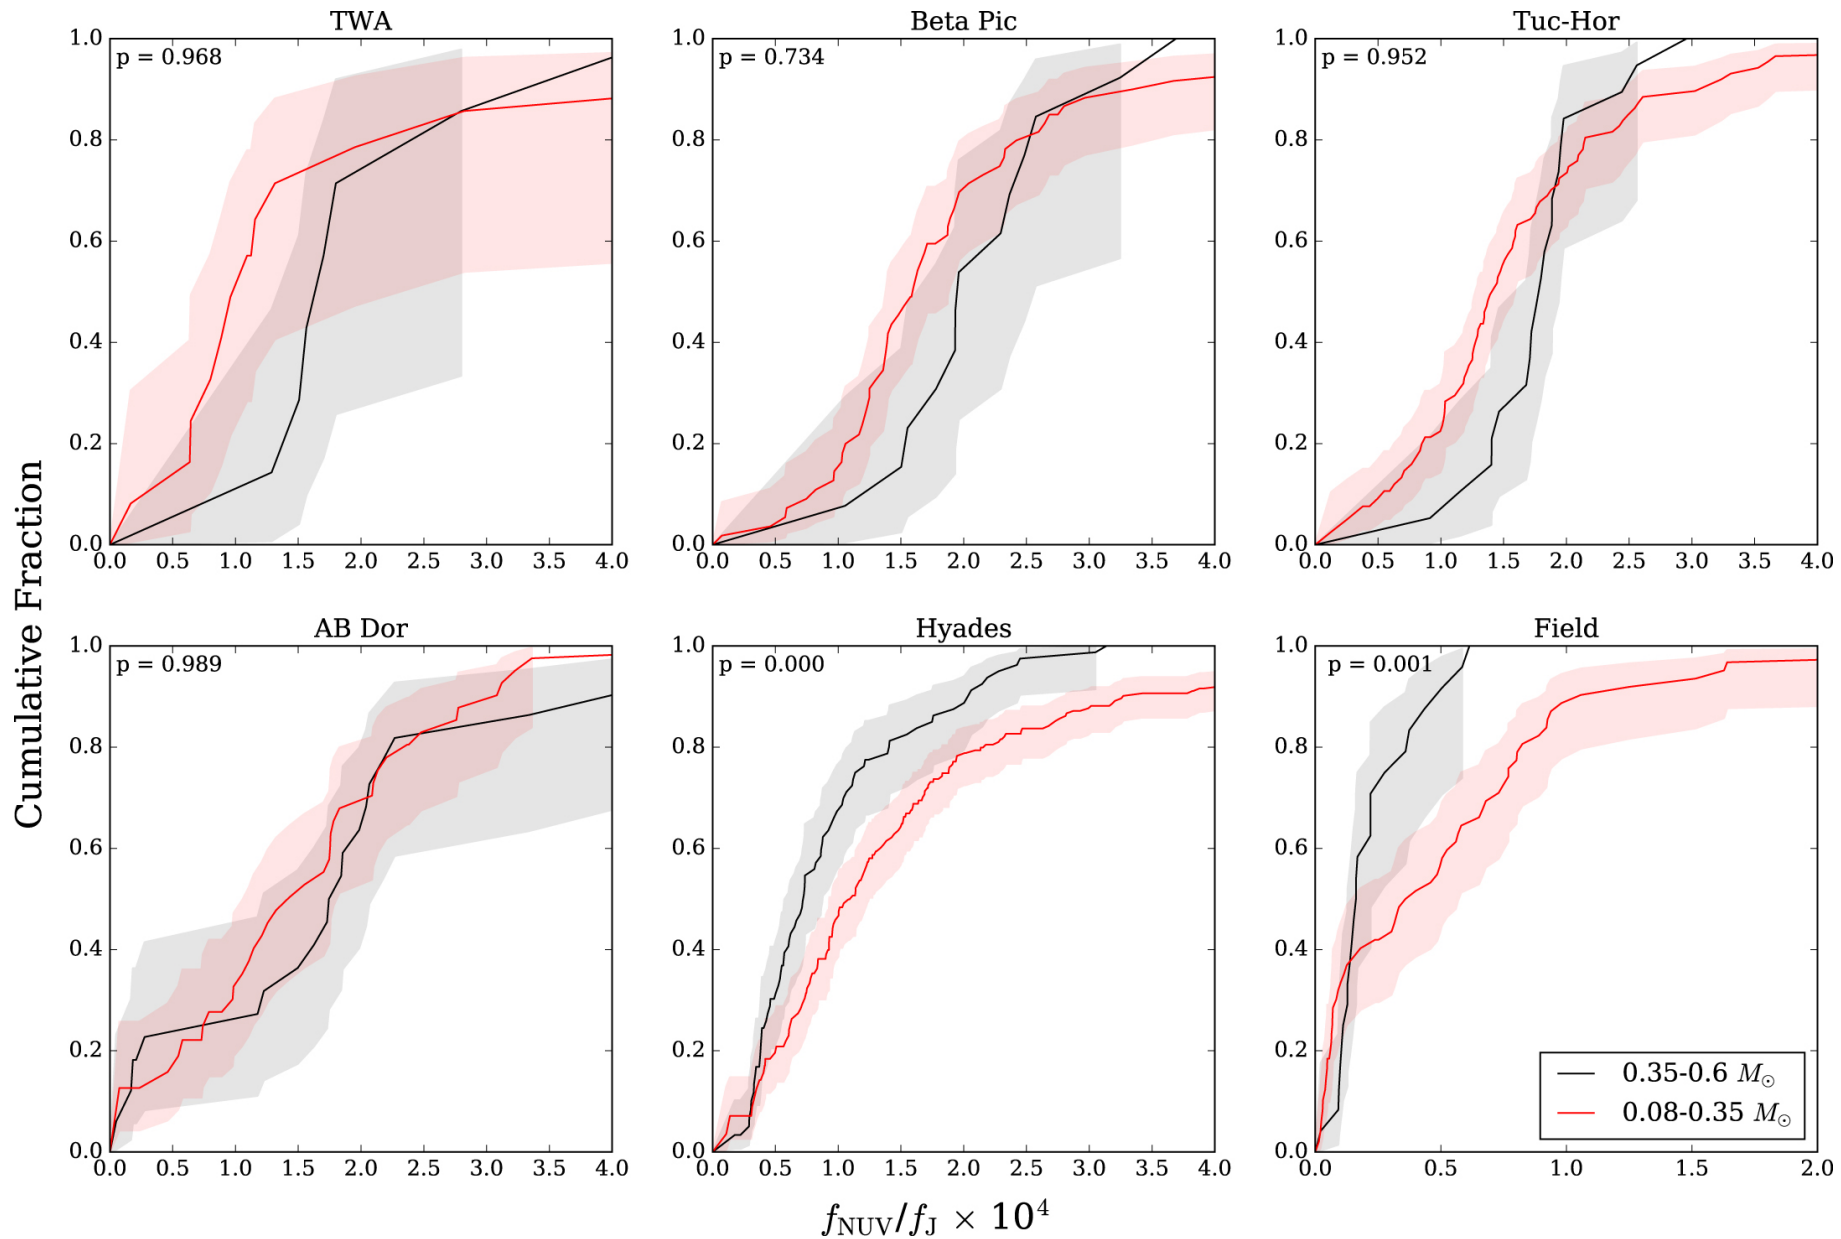 TWA
p = 0.968
1.0
0.8
0.6
0.4
0.2
0.0
0.0 0.5 1.0 1.5 2.0 2.5 3.0 3.5 4.0
Beta Pic
p = 0.734
1.0
0.8
0.6
0.4
0.2
0.0
0.0 0.5 1.0 1.5 2.0 2.5 3.0 3.5 4.0
Tuc-Hor
p = 0.952
1.0
0.8
0.6
0.4
0.2
0.0
0.0 0.5 1.0 1.5 2.0 2.5 3.0 3.5 4.0
Cumulative Fraction
AB Dor
p = 0.989
1.0
0.8
0.6
0.4
0.2
0.0
0.0 0.5 1.0 1.5 2.0 2.5 3.0 3.5 4.0
Hyades
p = 0.000
1.0
0.8
0.6
0.4
0.2
0.0
0.0 0.5 1.0 1.5 2.0 2.5 3.0 3.5 4.0
Field
p = 0.001
1.0
0.8
0.6
0.4
0.2
0.0
0.0 0.5 1.0 1.5 2.0
0.35-0.6 M⊙
0.08-0.35 M⊙
f_NUV/f_J × 10⁴